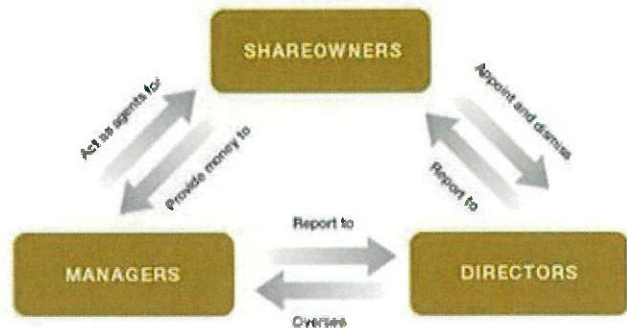 SHAREOWNERS
Act as agents for
Provide money to
Appoint and dismiss
Report to
Report to
MANAGERS
DIRECTORS
Oversee